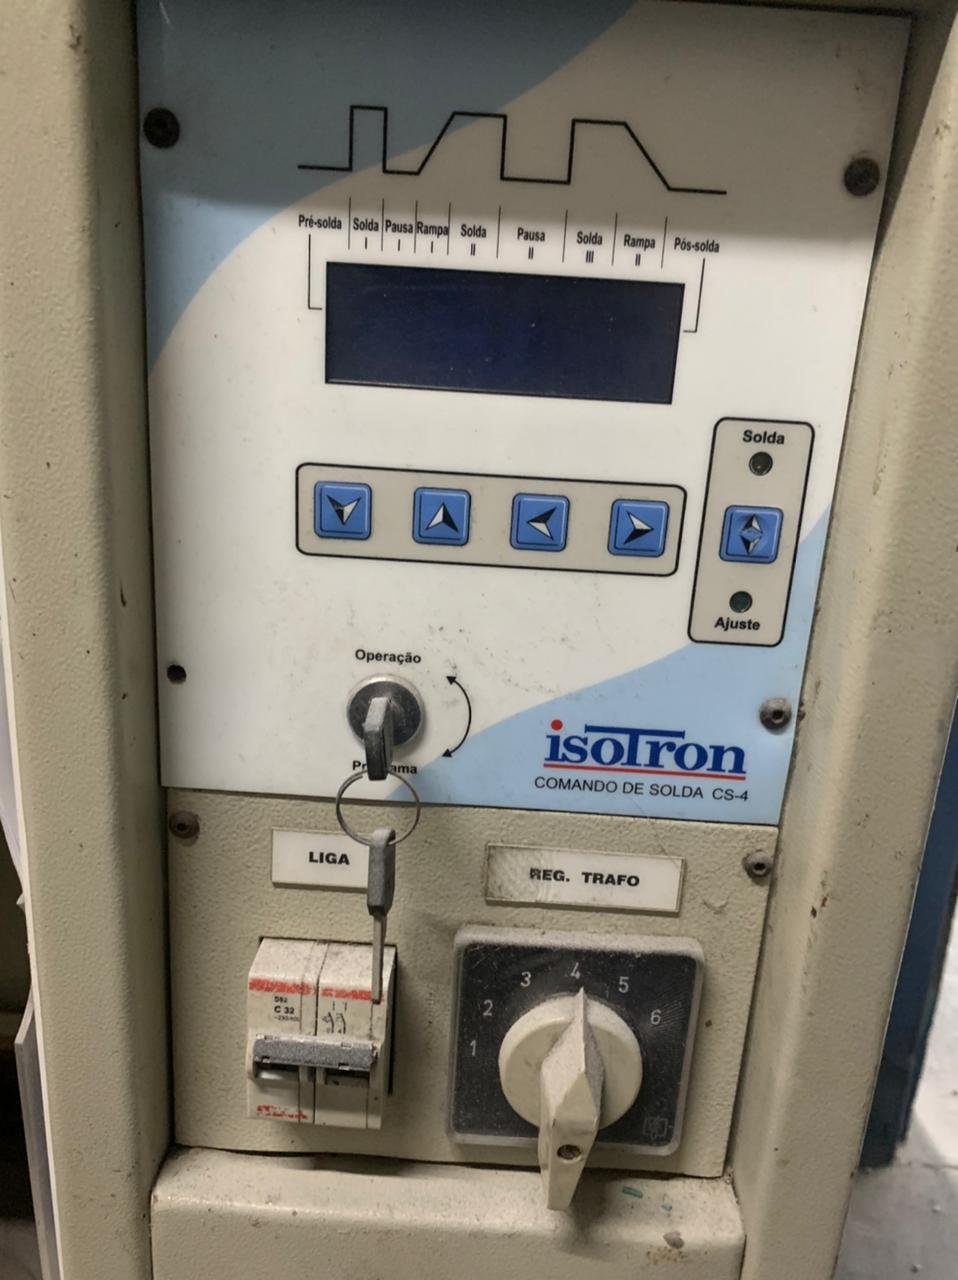 Pré-solda Solda I Pausa I Rampa I Solda II Pausa II Solda III Rampa II Pós-solda
Solda
Ajuste
Operação
isoTron
COMANDO DE SOLDA CS-4
LIGA
REG. TRAFO
C 32
1 2 3 4 5 6